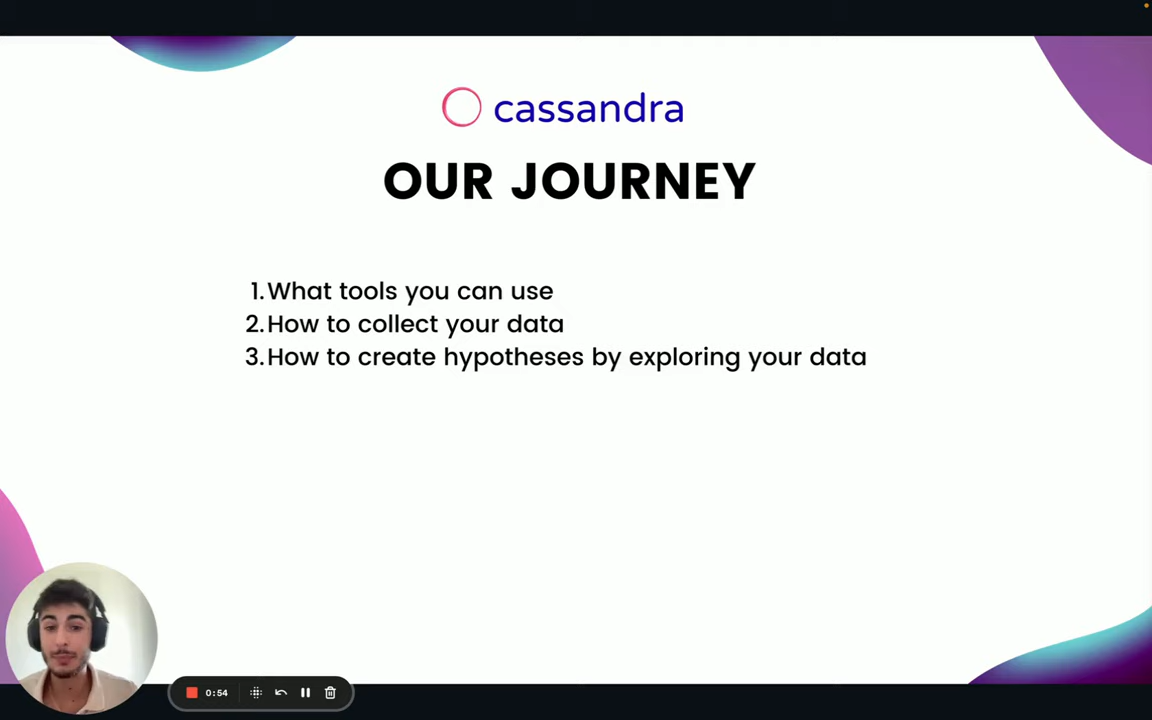 cassandra
OUR JOURNEY
1. What tools you can use
2. How to collect your data
3. How to create hypotheses by exploring your data
0:54